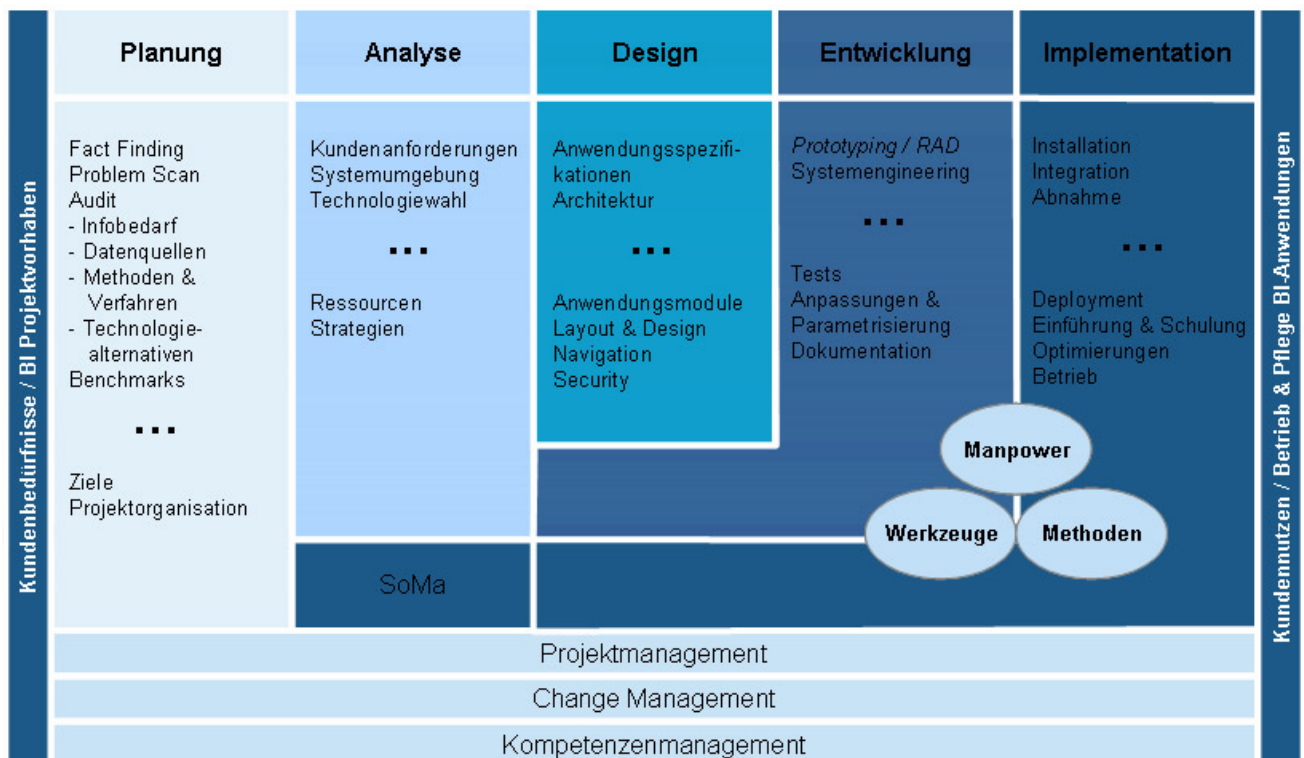 Kundenbedürfnisse / BI Projektvorhaben
Planung
Fact Finding
Problem Scan
Audit
- Infobedarf
- Datenquellen
- Methoden &
Verfahren
- Technologie-
alternativen
Benchmarks
...
Ziele
Projektorganisation
Analyse
Kundenanforderungen
Systemumgebung
Technologiewahl
...
Ressourcen
Strategien
SoMa
Design
Anwendungsspezifi-
kationen
Architektur
...
Anwendungsmodule
Layout & Design
Navigation
Security
Entwicklung
Prototyping / RAD
Systemengineering
...
Tests
Anpassungen &
Parametrisierung
Dokumentation
Implementation
Installation
Integration
Abnahme
...
Deployment
Einführung & Schulung
Optimierungen
Betrieb
Manpower
Werkzeuge
Methoden
Projektmanagement
Change Management
Kompetenzenmanagement
Kundennutzen / Betrieb & Pflege BI-Anwendungen